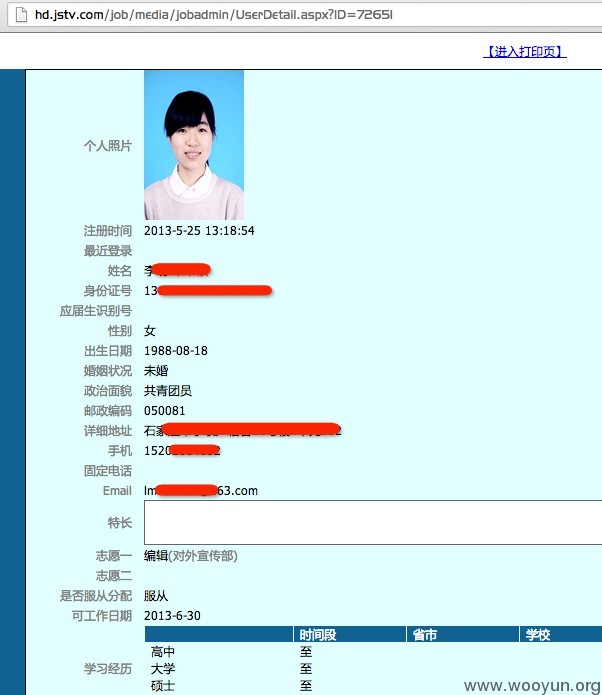 hd.jstv.com/job/media/jobadmin/UserDetail.aspx?ID=72651
【进入打印页】
个人照片
注册时间 2013-5-25 13:18:54
最近登录
姓名 李
身份证号 13
应届生识别号
性别 女
出生日期 1988-08-18
婚姻状况 未婚
政治面貌 共青团员
邮政编码 050081
详细地址 石家
手机 1520
固定电话
Email lm 63.com
特长
志愿一 编辑(对外宣传部)
志愿二
是否服从分配 服从
可工作日期 2013-6-30
时间段 省市 学校
学习经历
高中 至
大学 至
硕士 至
www.wooyun.org